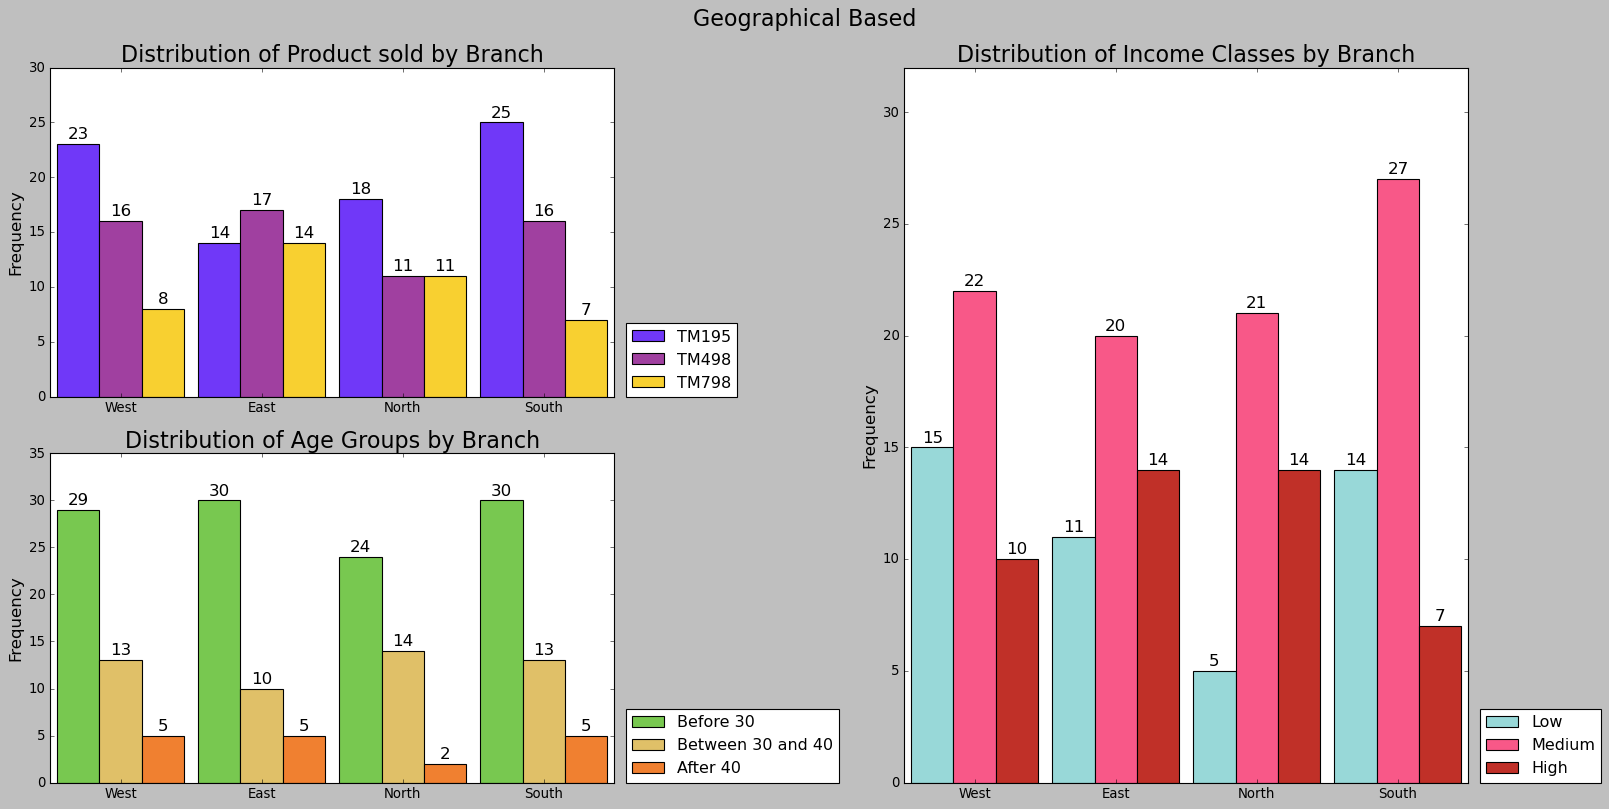 Geographical Based
Distribution of Product sold by Branch
Frequency
30
25
20
15
10
5
0
23
16
8
14
17
14
18
11
11
25
16
7
West
East
North
South
TM195
TM498
TM798
Distribution of Age Groups by Branch
Frequency
35
30
25
20
15
10
5
0
29
13
5
30
10
5
24
14
2
30
13
5
West
East
North
South
Before 30
Between 30 and 40
After 40
Distribution of Income Classes by Branch
Frequency
30
25
20
15
10
5
0
15
22
10
11
20
14
5
21
14
14
27
7
West
East
North
South
Low
Medium
High